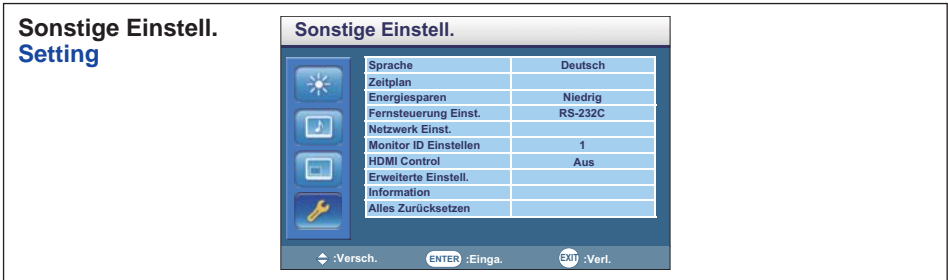 Sonstige Einstell.
Setting
Sonstige Einstell.
Sprache Deutsch
Zeitplan
Energiesparen Niedrig
Fernsteuerung Einst. RS-232C
Netzwerk Einst.
Monitor ID Einstellen 1
HDMI Control Aus
Erweiterte Einstell.
Information
Alles Zurücksetzen
:Versch. ENTER :Einga. EXIT :Verl.